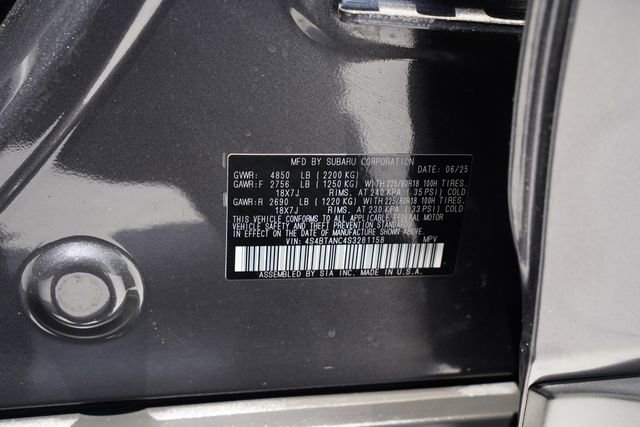 MFD BY SUBARU CORPORATION
DATE: 06/25
GVWR: 4850 LB ( 2200 KG)
GAWR:F 2756 LB ( 1250 KG) WITH 225/60R18 100H TIRES.
18X7J RIMS. AT 240 KPA ( 35 PSI) COLD
GAWR:R 2690 LB ( 1220 KG) WITH 225/60R18 100H TIRES.
18X7J RIMS. AT 230 KPA ( 33 PSI) COLD
THIS VEHICLE CONFORMS TO ALL APPLICABLE FEDERAL MOTOR
VEHICLE SAFETY AND THEFT PREVENTION STANDARDS
IN EFFECT ON THE DATE OF MANUFACTURE SHOWN ABOVE.
VIN: 4S4BTANC4S3281158 MPV
ASSEMBLED BY SIA INC. MADE IN U.S.A.